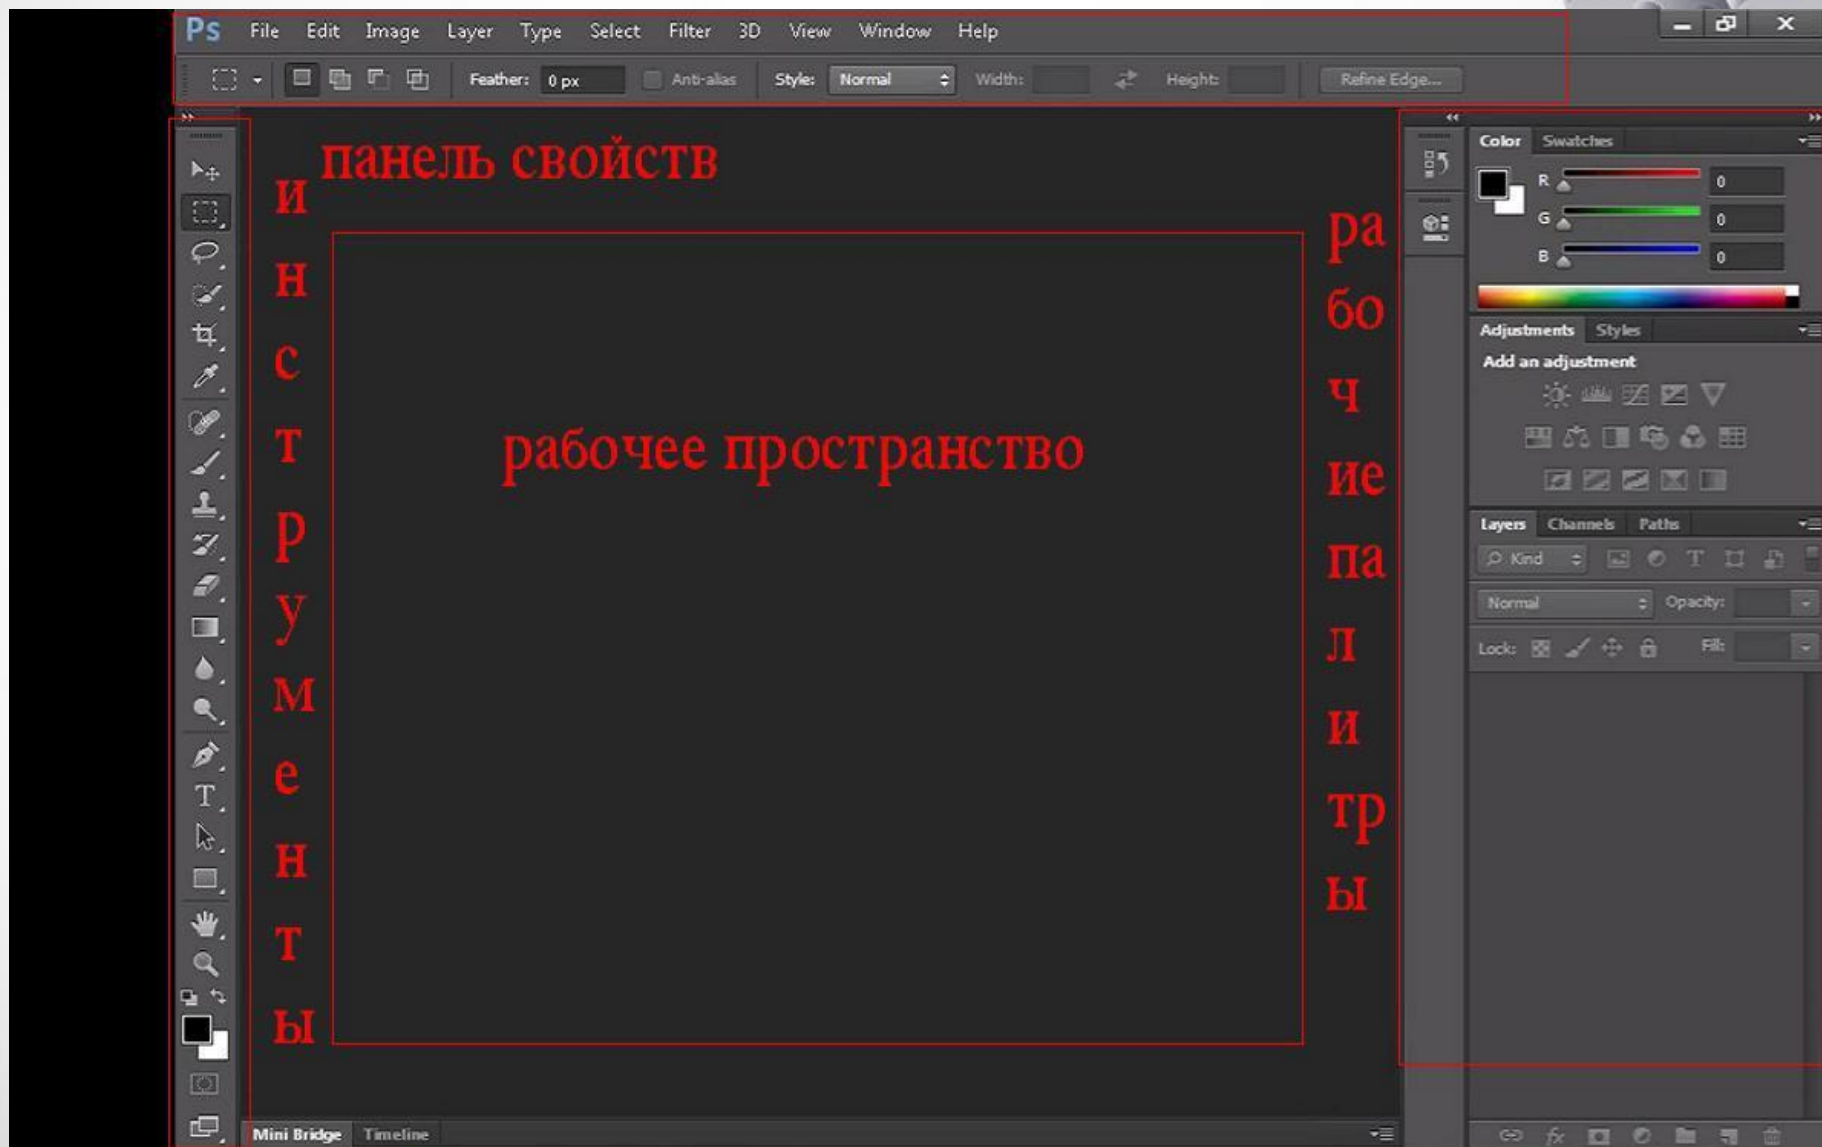 Ps File Edit Image Layer Type Select Filter 3D View Window Help
Feather: 0 px Anti-alias Style: Normal Width: Height: Refine Edge...
панель свойств
и
н
с
т
р
у
м
е
н
т
ы
рабочее пространство
ра
бо
ч
ие
па
л
и
тр
ы
Color Swatches
R 0
G 0
B 0
Adjustments Styles
Add an adjustment
Layers Channels Paths
Kind
Normal Opacity:
Lock: Fill:
T
Mini Bridge Timeline
fx